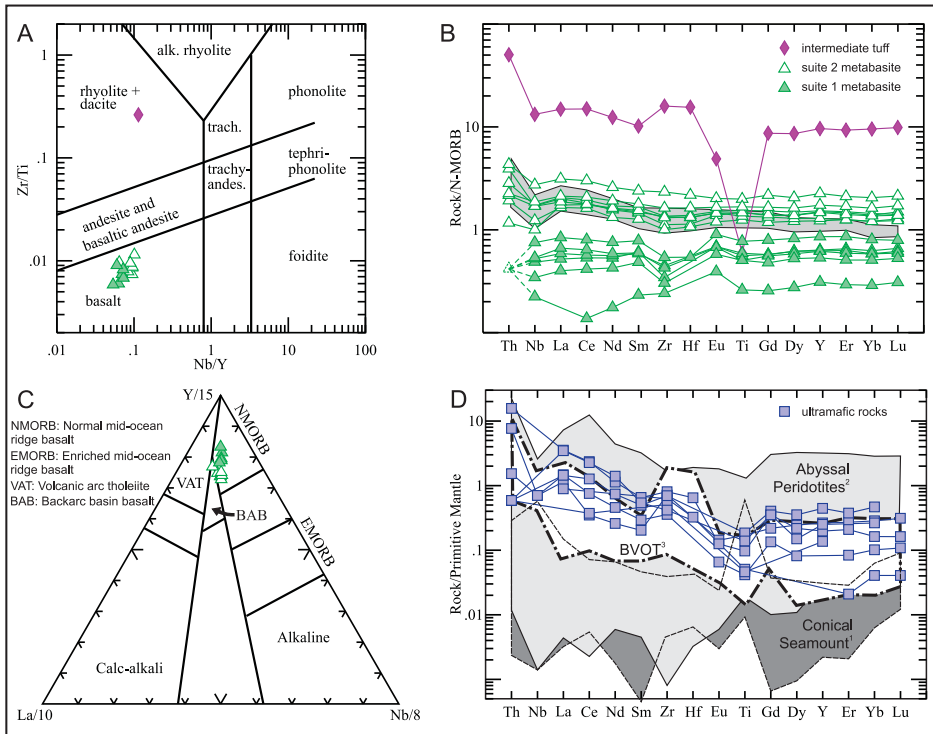 A
alk. rhyolite
rhyolite +
dacite
phonolite
trach.
tephri-
phonolite
trachy-
andes.
andesite and
basaltic andesite
foidite
basalt
Zr/Ti
1
.1
.01
.01
.1
1
10
100
Nb/Y
B
intermediate tuff
suite 2 metabasite
suite 1 metabasite
Rock/N-MORB
10
1
Th Nb La Ce Nd Sm Zr Hf Eu Ti Gd Dy Y Er Yb Lu
C
Y/15
NMORB: Normal mid-ocean
ridge basalt
EMORB: Enriched mid-ocean
ridge basalt
VAT: Volcanic arc tholeiite
BAB: Backarc basin basalt
NMORB
VAT
BAB
EMORB
Calc-alkali
Alkaline
La/10
Nb/8
D
ultramafic rocks
Abyssal
Peridotites2
BVOT3
Conical
Seamount1
Rock/Primitive Mantle
10
1
0.1
.01
Th Nb La Ce Nd Sm Zr Hf Eu Ti Gd Dy Y Er Yb Lu